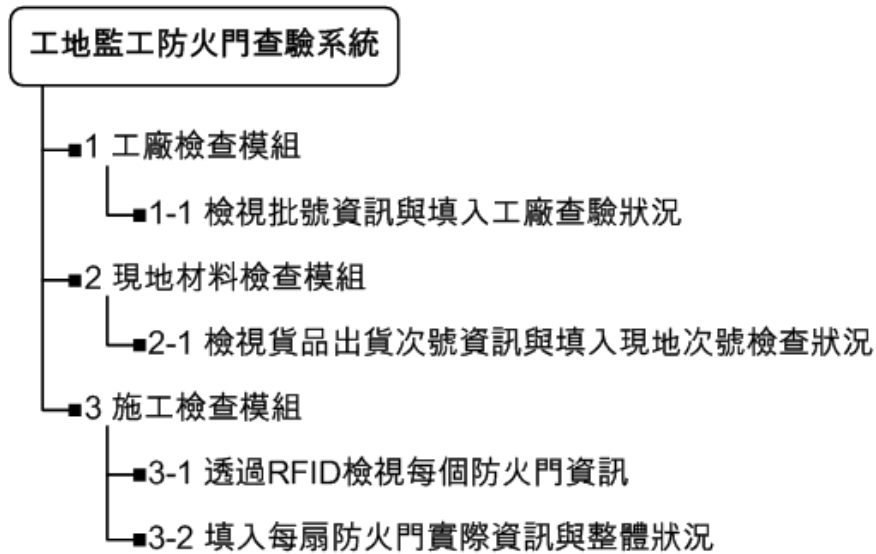 工地監工防火門查驗系統
1 工廠檢查模組
1-1 檢視批號資訊與填入工廠查驗狀況
2 現地材料檢查模組
2-1 檢視貨品出貨次號資訊與填入現地次號檢查狀況
3 施工檢查模組
3-1 透過RFID檢視每個防火門資訊
3-2 填入每扇防火門實際資訊與整體狀況